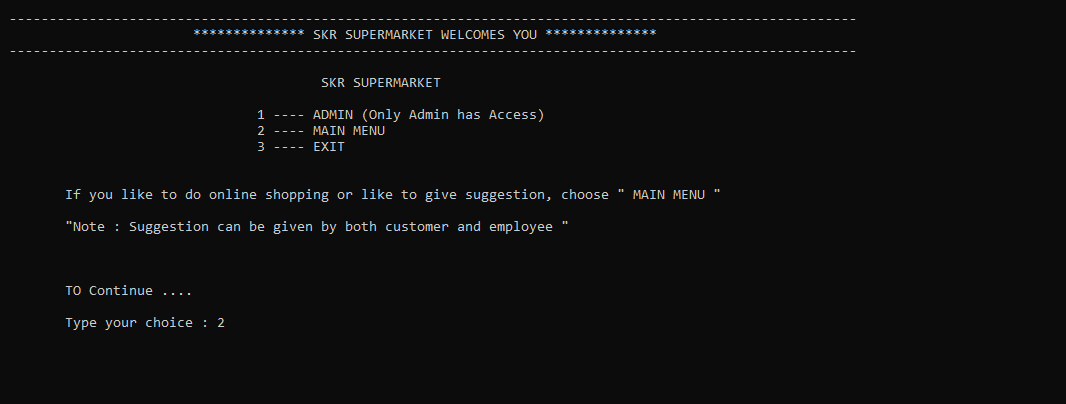 ----------------------------------------------------------------------------------------------------------
************** SKR SUPERMARKET WELCOMES YOU **************
----------------------------------------------------------------------------------------------------------
SKR SUPERMARKET
1 ---- ADMIN (Only Admin has Access)
2 ---- MAIN MENU
3 ---- EXIT
If you like to do online shopping or like to give suggestion, choose " MAIN MENU "
"Note : Suggestion can be given by both customer and employee "
TO Continue ....
Type your choice : 2